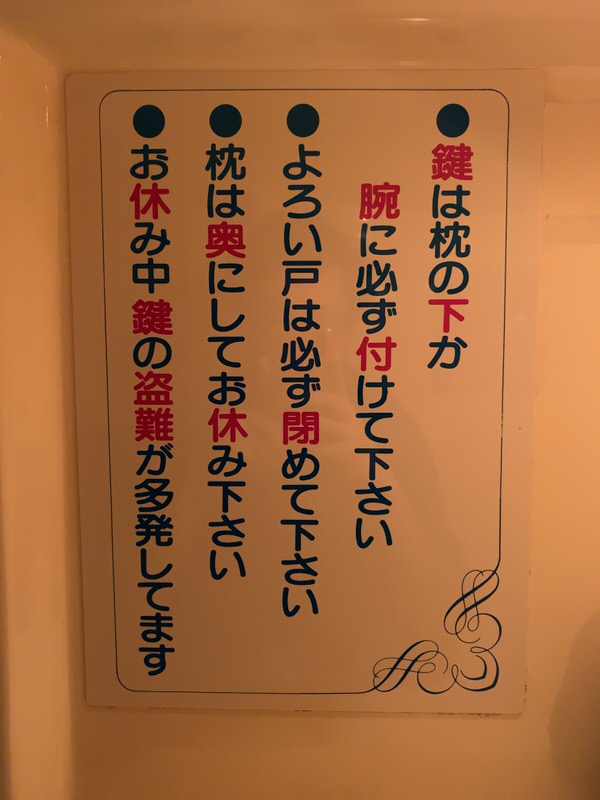 ●鍵は枕の下か
腕に必ず付けて下さい
●よろい戸は必ず閉めて下さい
●枕は奥にしてお休み下さい
●お休み中 鍵の盗難が多発してます